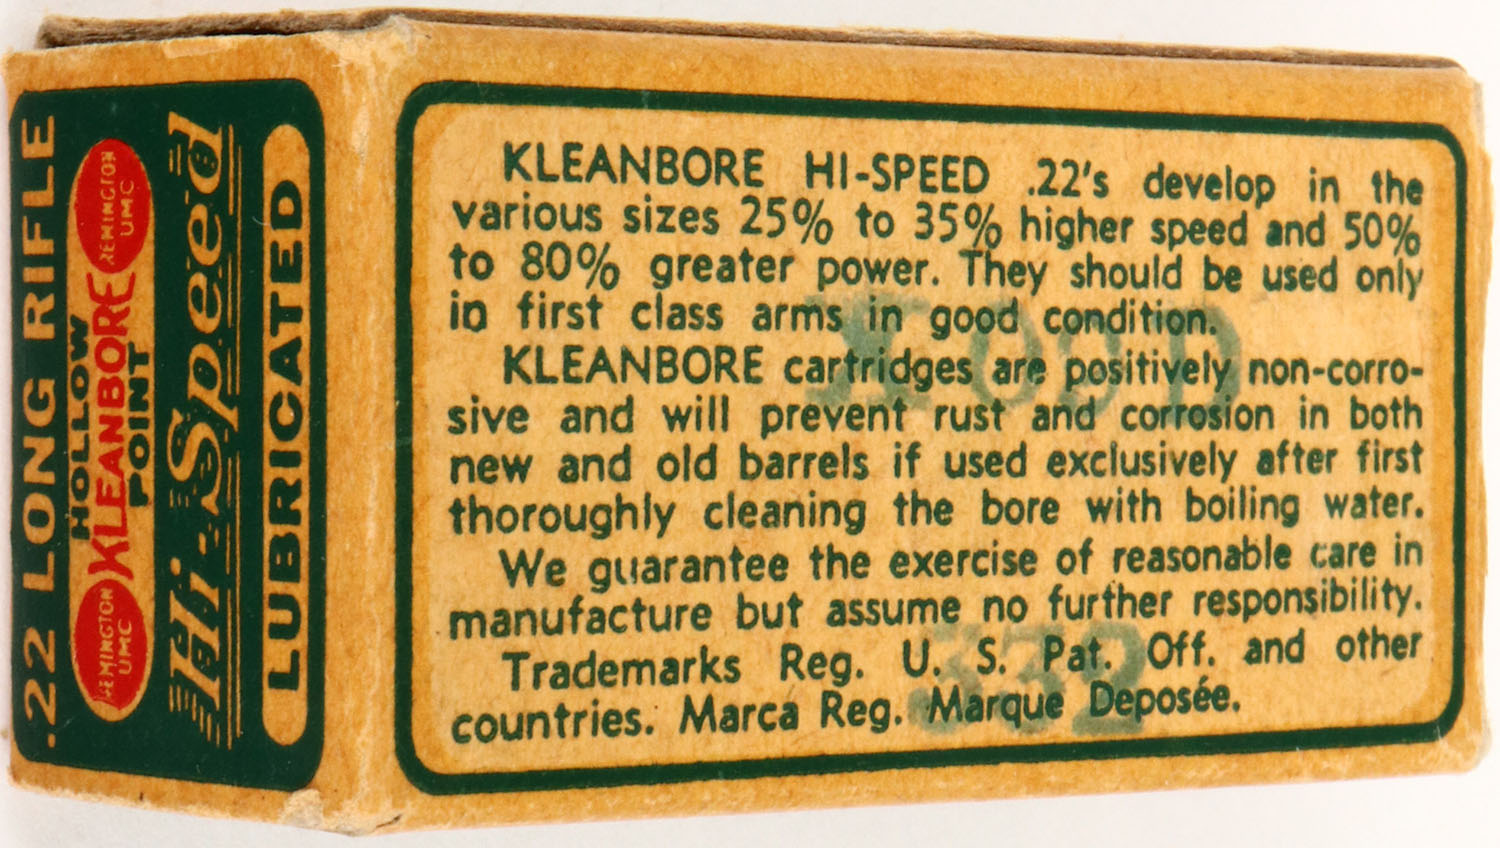 .22 LONG RIFLE
HOLLOW
REMINGTON
UMC
KLEANBORE
REMINGTON
UMC
POINT
Hi-Speed
LUBRICATED
KLEANBORE HI-SPEED .22's develop in the
various sizes 25% to 35% higher speed and 50%
to 80% greater power. They should be used only
in first class arms in good condition.
KLEANBORE cartridges are positively non-corro-
sive and will prevent rust and corrosion in both
new and old barrels if used exclusively after first
thoroughly cleaning the bore with boiling water.
We guarantee the exercise of reasonable care in
manufacture but assume no further responsibility.
Trademarks Reg. U. S. Pat. Off. and other
countries. Marca Reg. Marque Deposée.
332